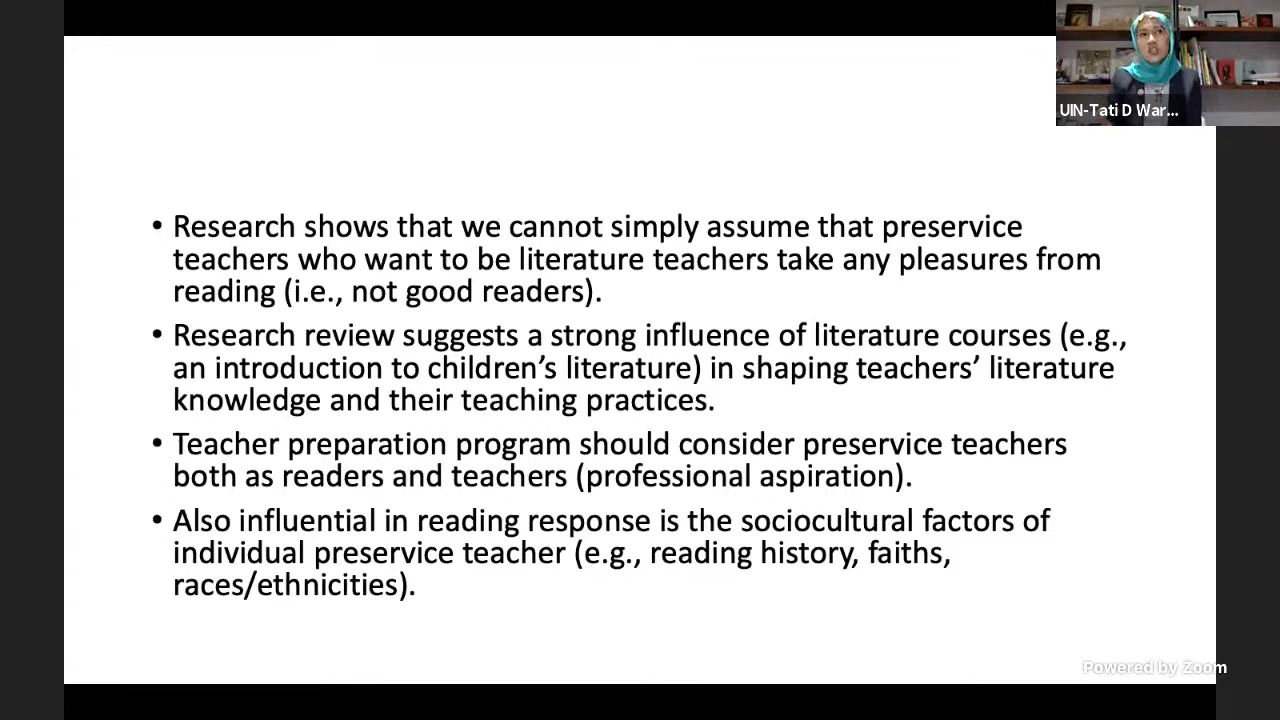 UIN-Tati D War...
• Research shows that we cannot simply assume that preservice
teachers who want to be literature teachers take any pleasures from
reading (i.e., not good readers).
• Research review suggests a strong influence of literature courses (e.g.,
an introduction to children’s literature) in shaping teachers’ literature
knowledge and their teaching practices.
• Teacher preparation program should consider preservice teachers
both as readers and teachers (professional aspiration).
• Also influential in reading response is the sociocultural factors of
individual preservice teacher (e.g., reading history, faiths,
races/ethnicities).
Powered by Zoom